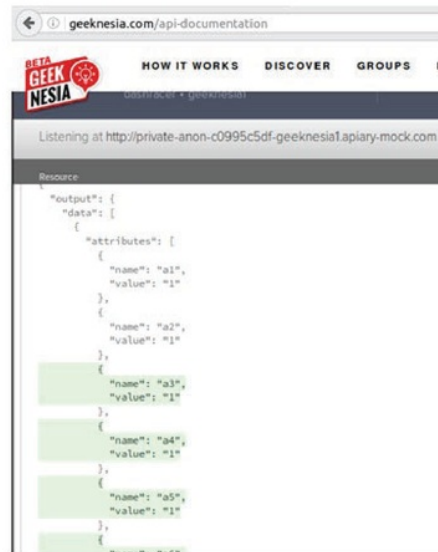 geeknesia.com/api-documentation
BETA
GEEK
NESIA
HOW IT WORKS DISCOVER GROUPS
dashracer • geeknesia1
Listening at http://private-anon-c0995c5df-geeknesia1.apiary-mock.com
Resource
{
"output": {
"data": [
{
"attributes": [
{
"name": "a1",
"value": "1"
},
{
"name": "a2",
"value": "1"
},
{
"name": "a3",
"value": "1"
},
{
"name": "a4",
"value": "1"
},
{
"name": "a5",
"value": "1"
},
{